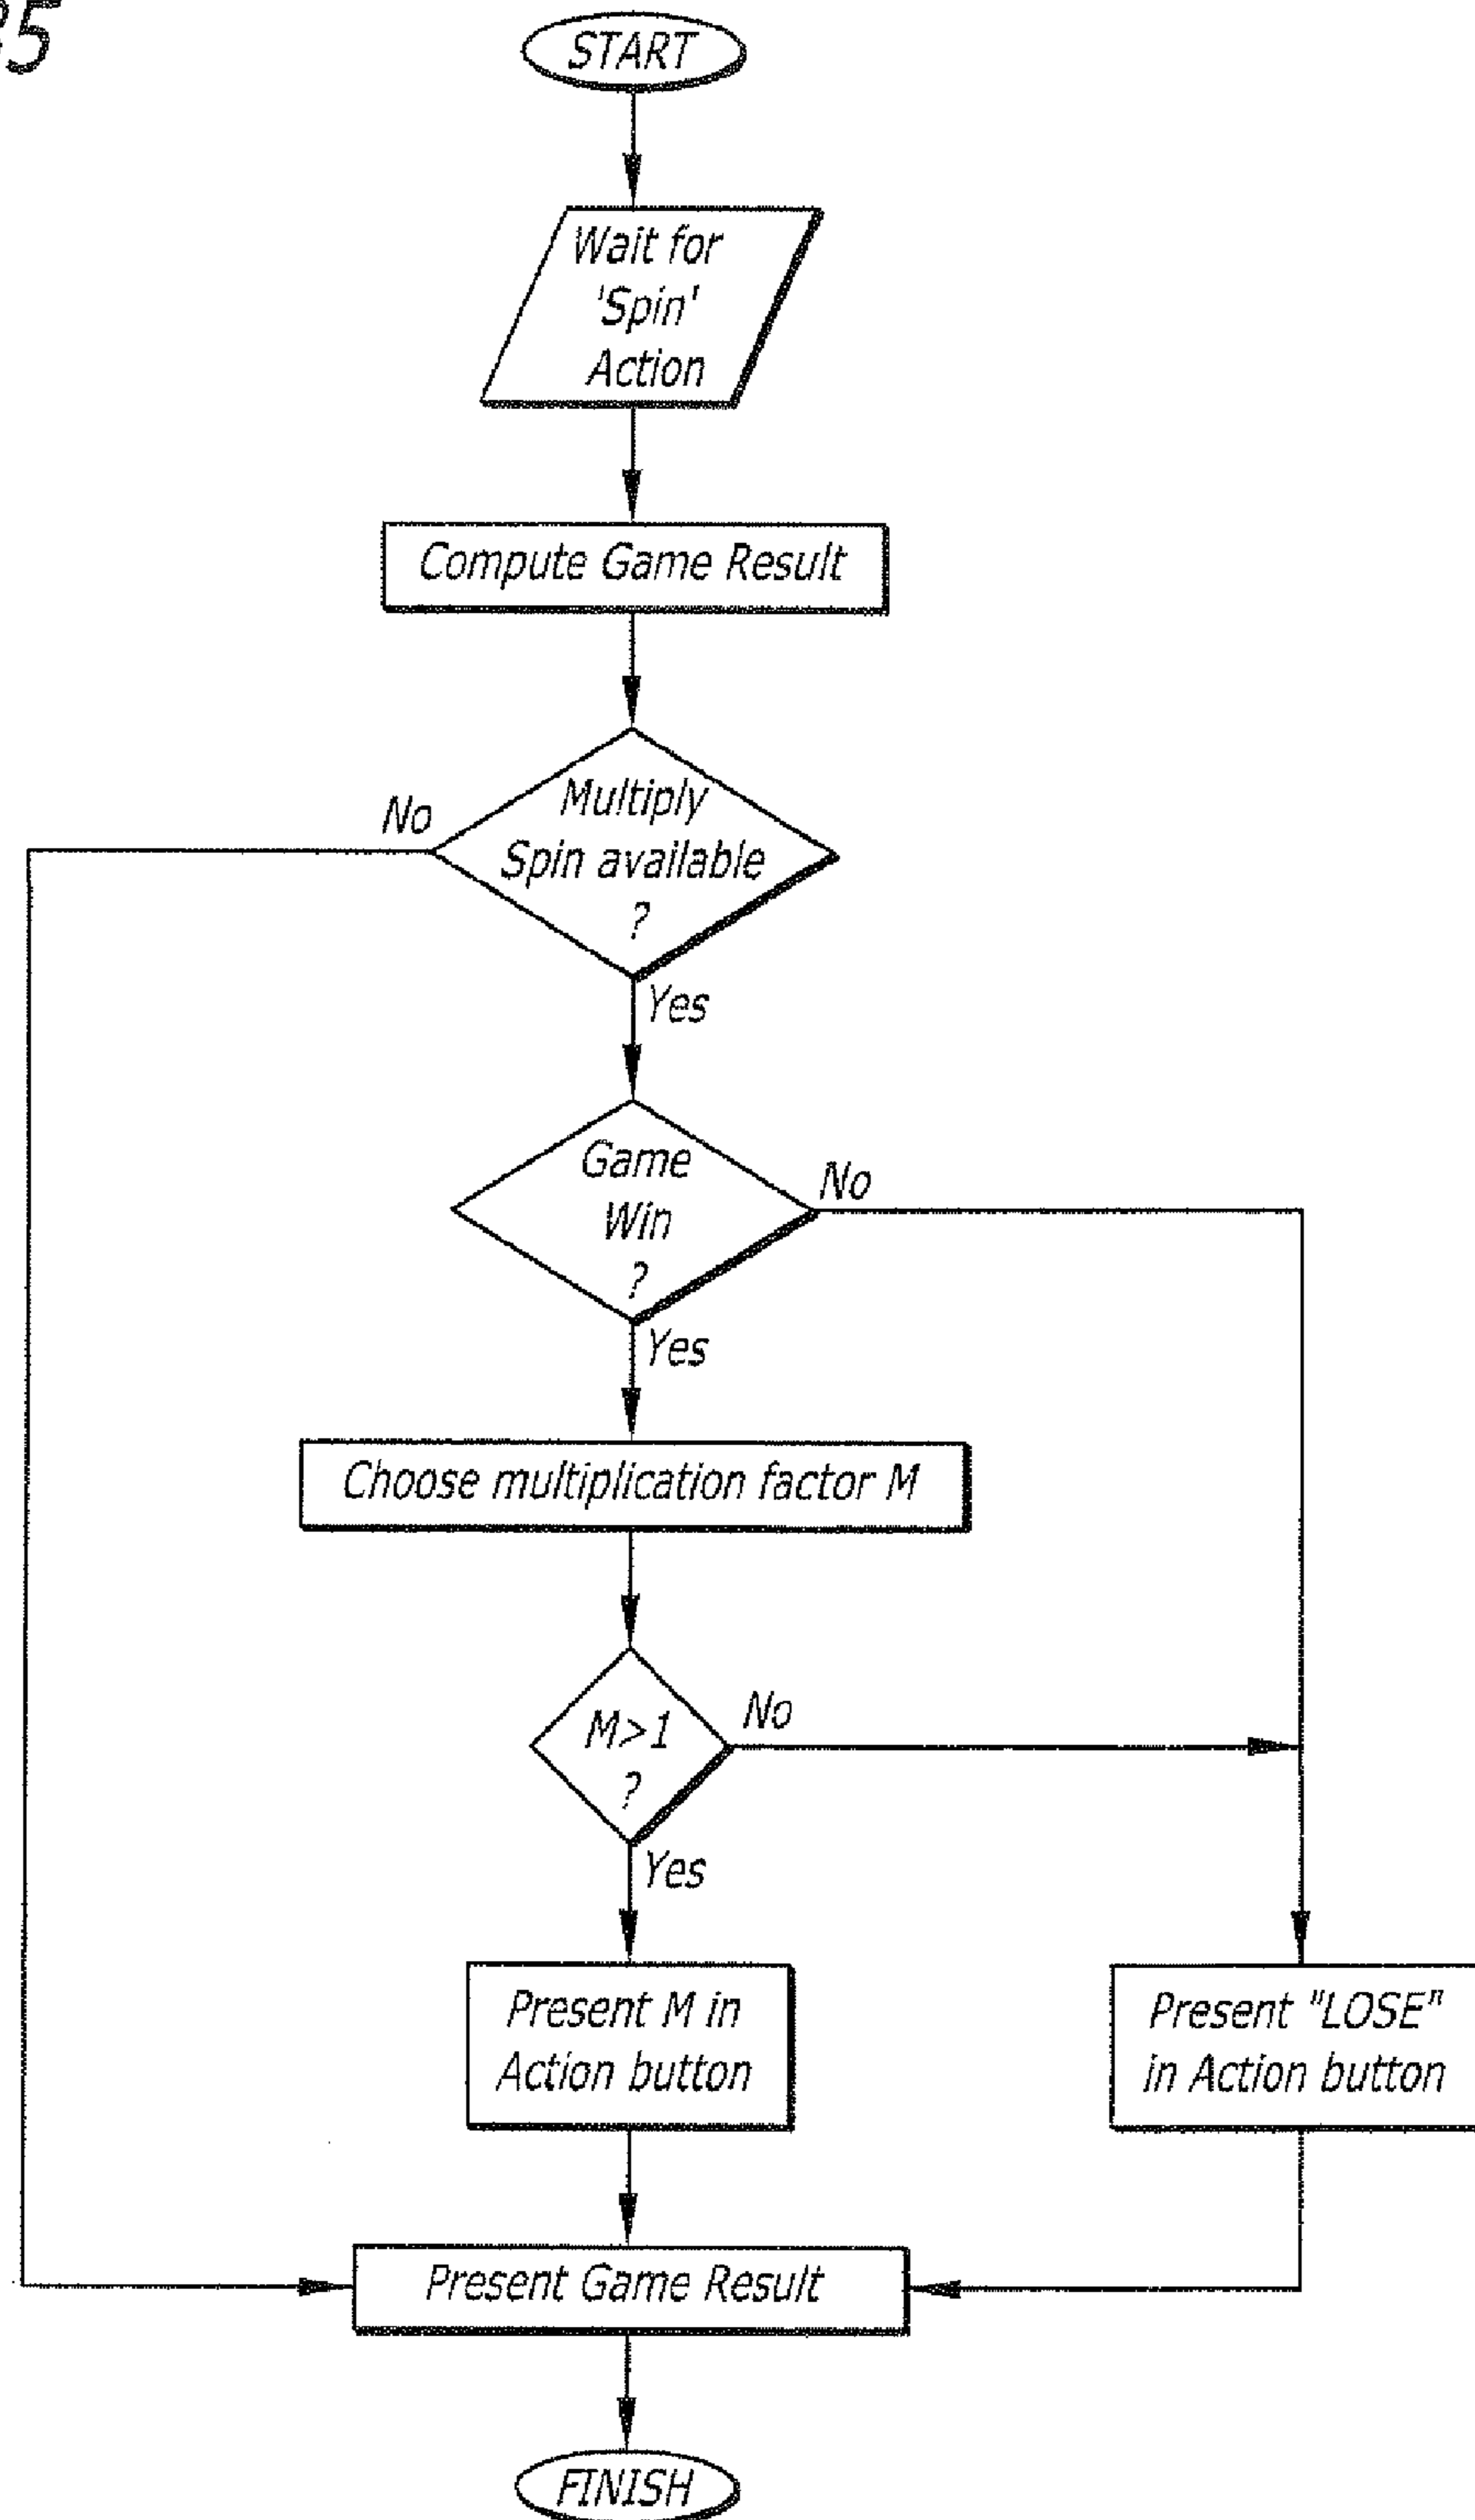 START
Wait for
'Spin'
Action
Compute Game Result
Multiply
Spin available
?
No
Yes
Game
Win
?
No
Yes
Choose multiplication factor M
M>1
?
No
Yes
Present M in
Action button
Present "LOSE"
in Action button
Present Game Result
FINISH